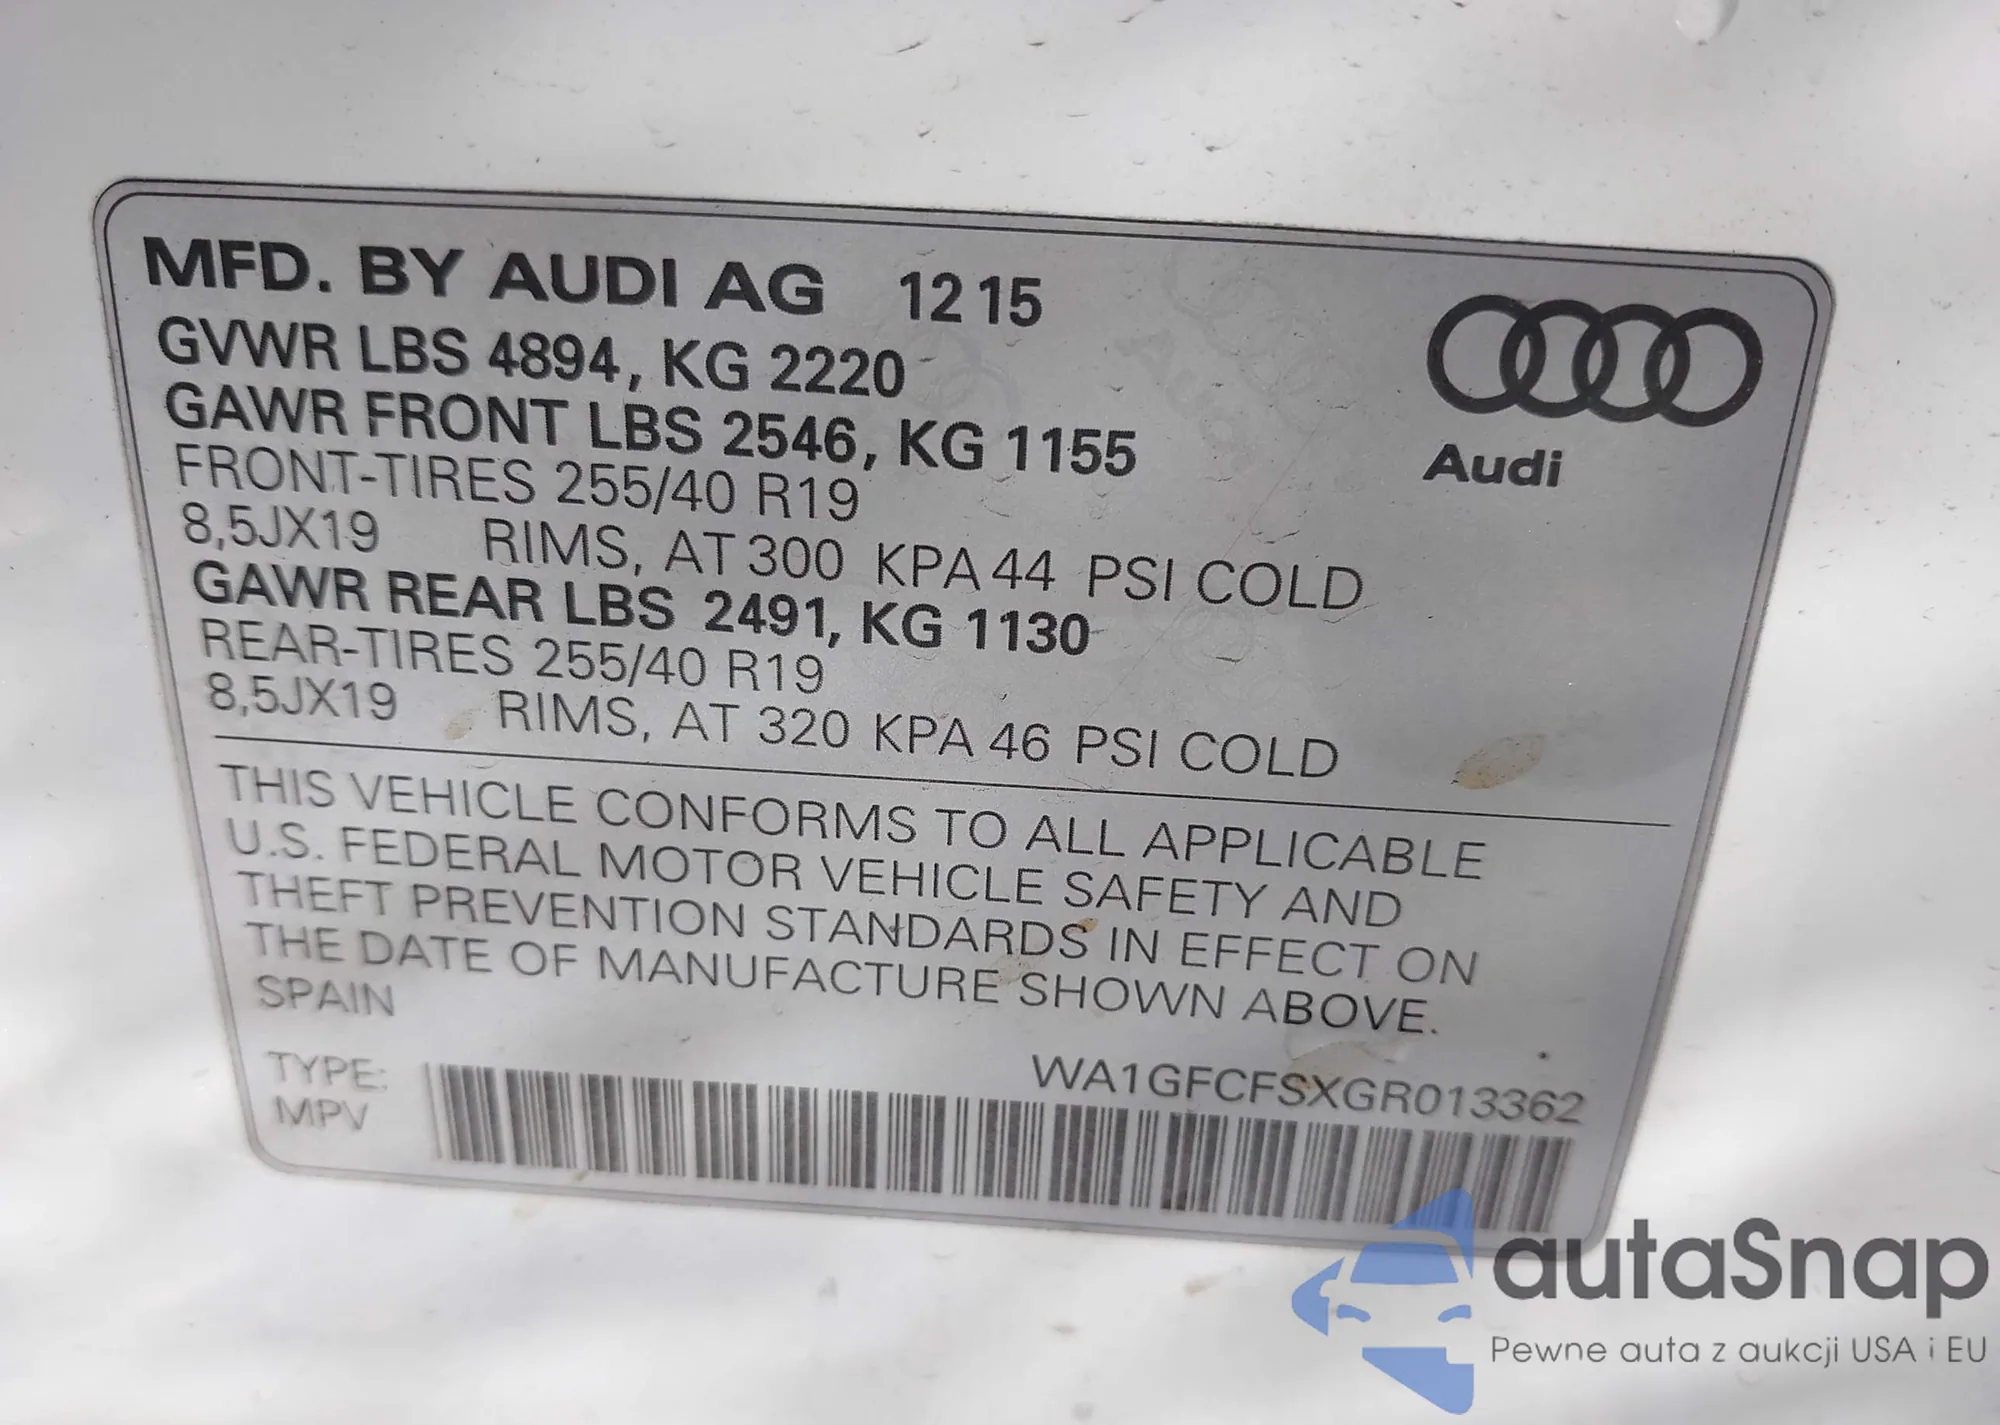 MFD. BY AUDI AG 12 15
GVWR LBS 4894, KG 2220
GAWR FRONT LBS 2546, KG 1155
FRONT-TIRES 255/40 R19
8,5JX19 RIMS, AT 300 KPA 44 PSI COLD
GAWR REAR LBS 2491, KG 1130
REAR-TIRES 255/40 R19
8,5JX19 RIMS, AT 320 KPA 46 PSI COLD
Audi
THIS VEHICLE CONFORMS TO ALL APPLICABLE
U.S. FEDERAL MOTOR VEHICLE SAFETY AND
THEFT PREVENTION STANDARDS IN EFFECT ON
THE DATE OF MANUFACTURE SHOWN ABOVE.
SPAIN
TYPE:
MPV
WA1GFCFSXGR013362
autaSnap
Pewne auta z aukcji USA i EU